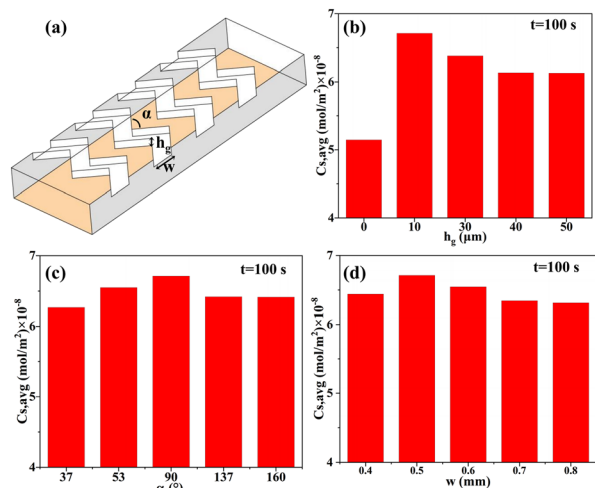 (a)
α
h_g
w
(b)
t=100 s
Cs,avg (mol/m²)×10⁻⁸
7
6
5
4
0 10 30 40 50
h_g (μm)
(c)
t=100 s
Cs,avg (mol/m²)×10⁻⁸
7
6
5
4
37 53 90 137 160
α (°)
(d)
t=100 s
Cs,avg (mol/m²)×10⁻⁸
7
6
5
4
0.4 0.5 0.6 0.7 0.8
w (mm)